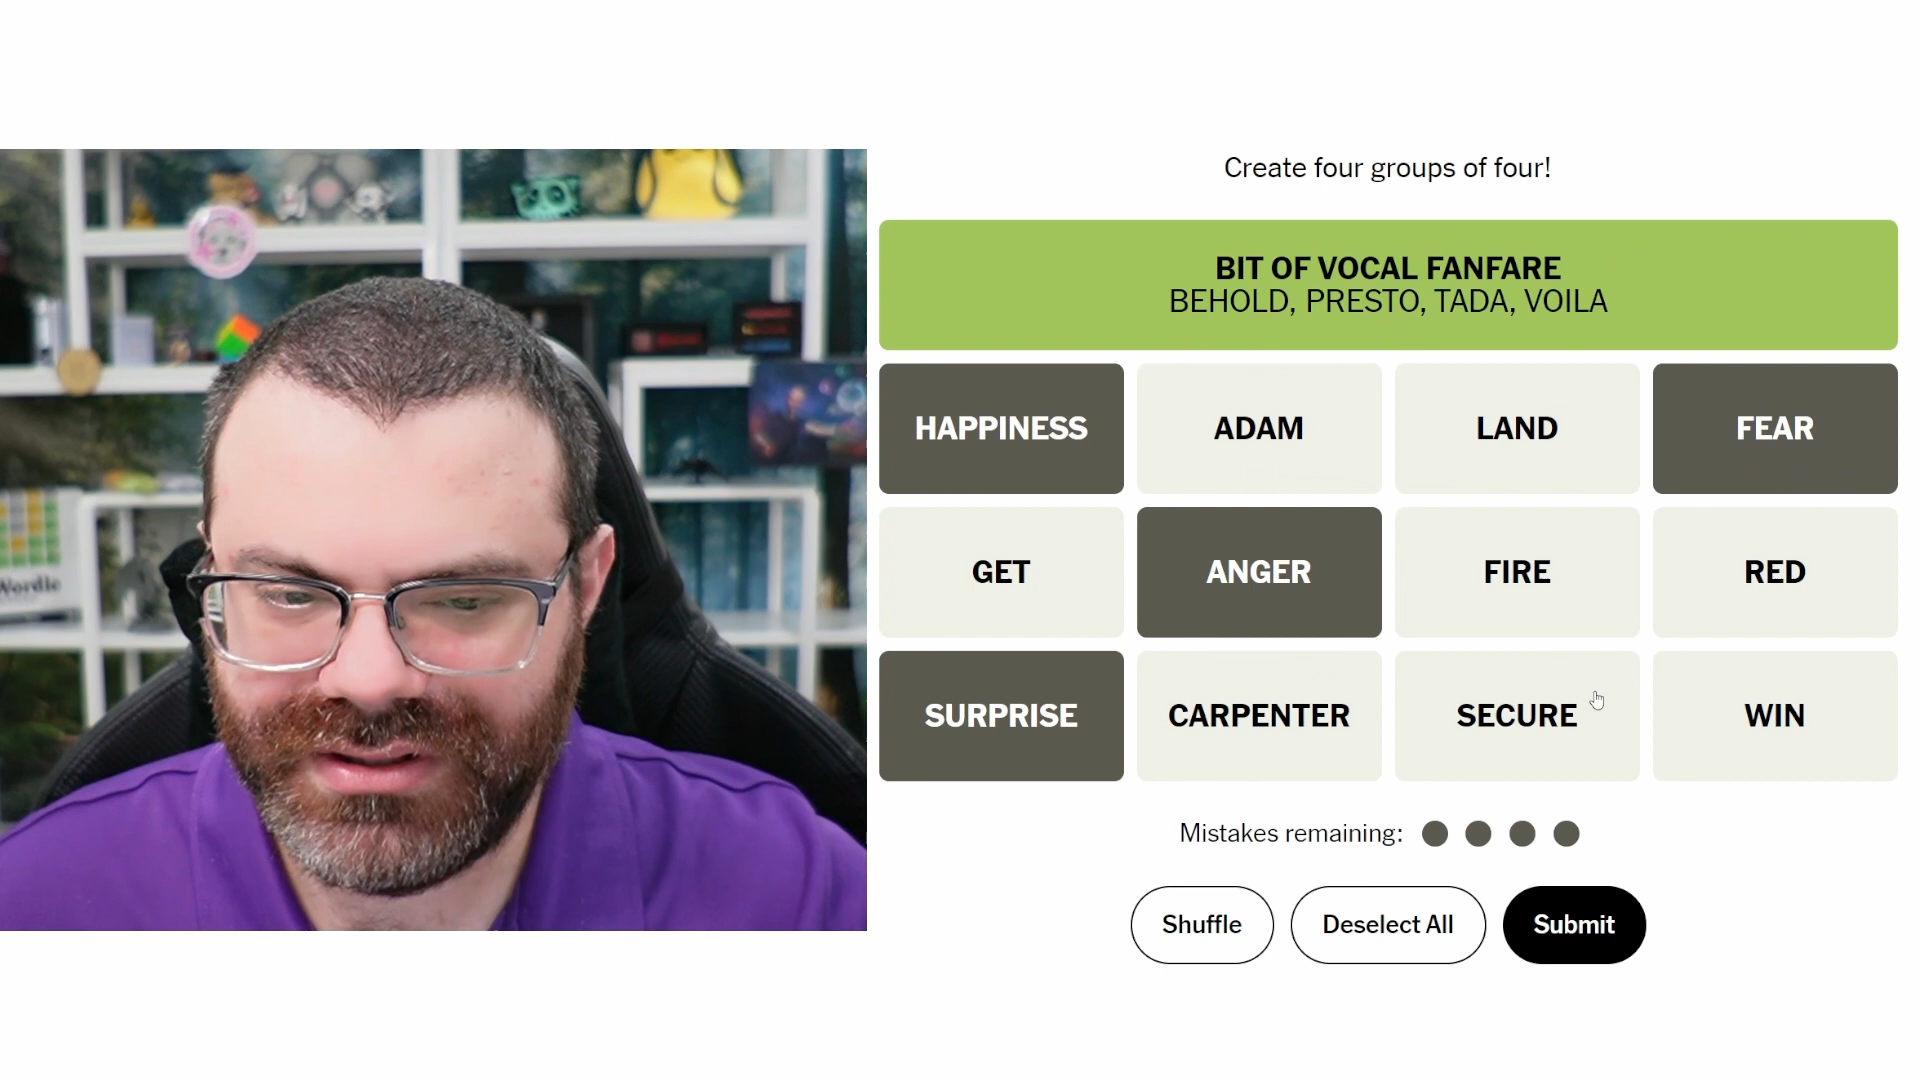 Create four groups of four!
BIT OF VOCAL FANFARE
BEHOLD, PRESTO, TADA, VOILA
HAPPINESS ADAM LAND FEAR
GET ANGER FIRE RED
SURPRISE CARPENTER SECURE WIN
Mistakes remaining:
Shuffle Deselect All Submit
Wordle